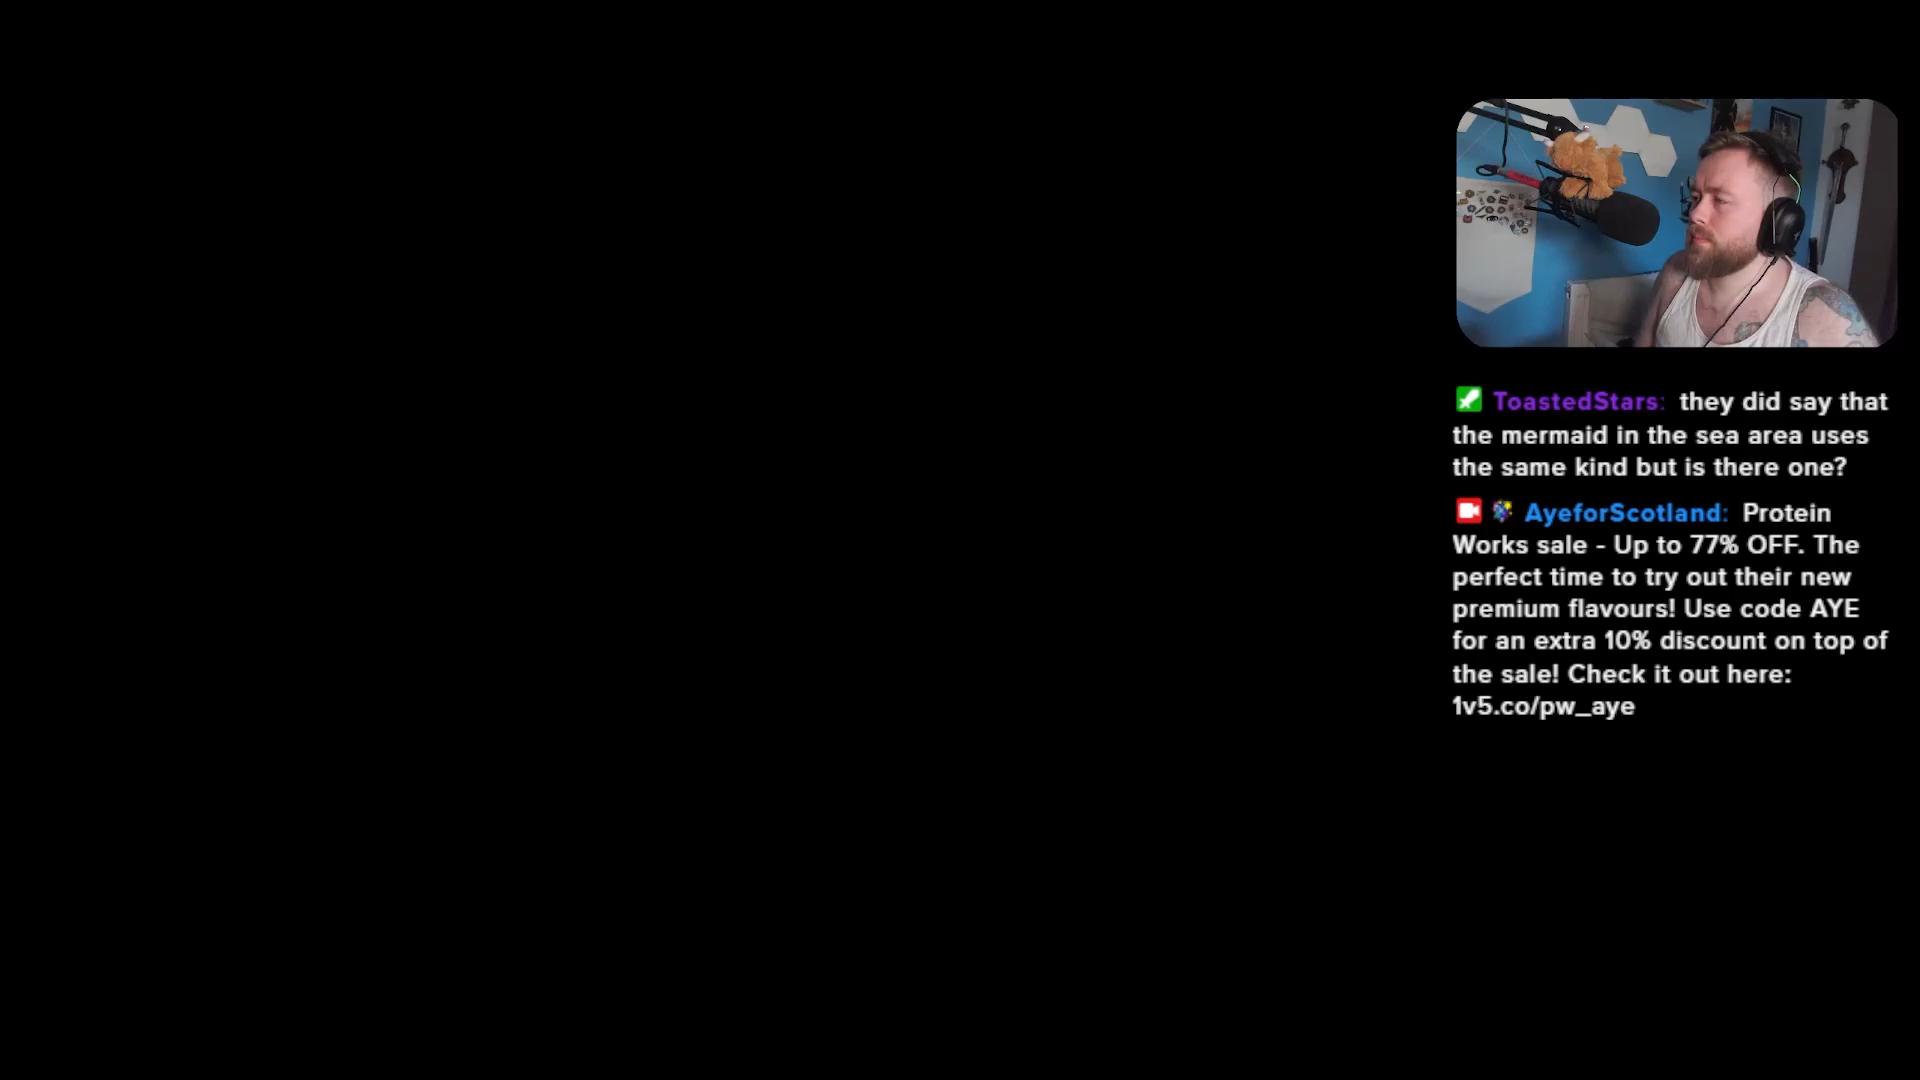 ToastedStars: they did say that
the mermaid in the sea area uses
the same kind but is there one?
AyeforScotland: Protein
Works sale - Up to 77% OFF. The
perfect time to try out their new
premium flavours! Use code AYE
for an extra 10% discount on top of
the sale! Check it out here:
1v5.co/pw_aye